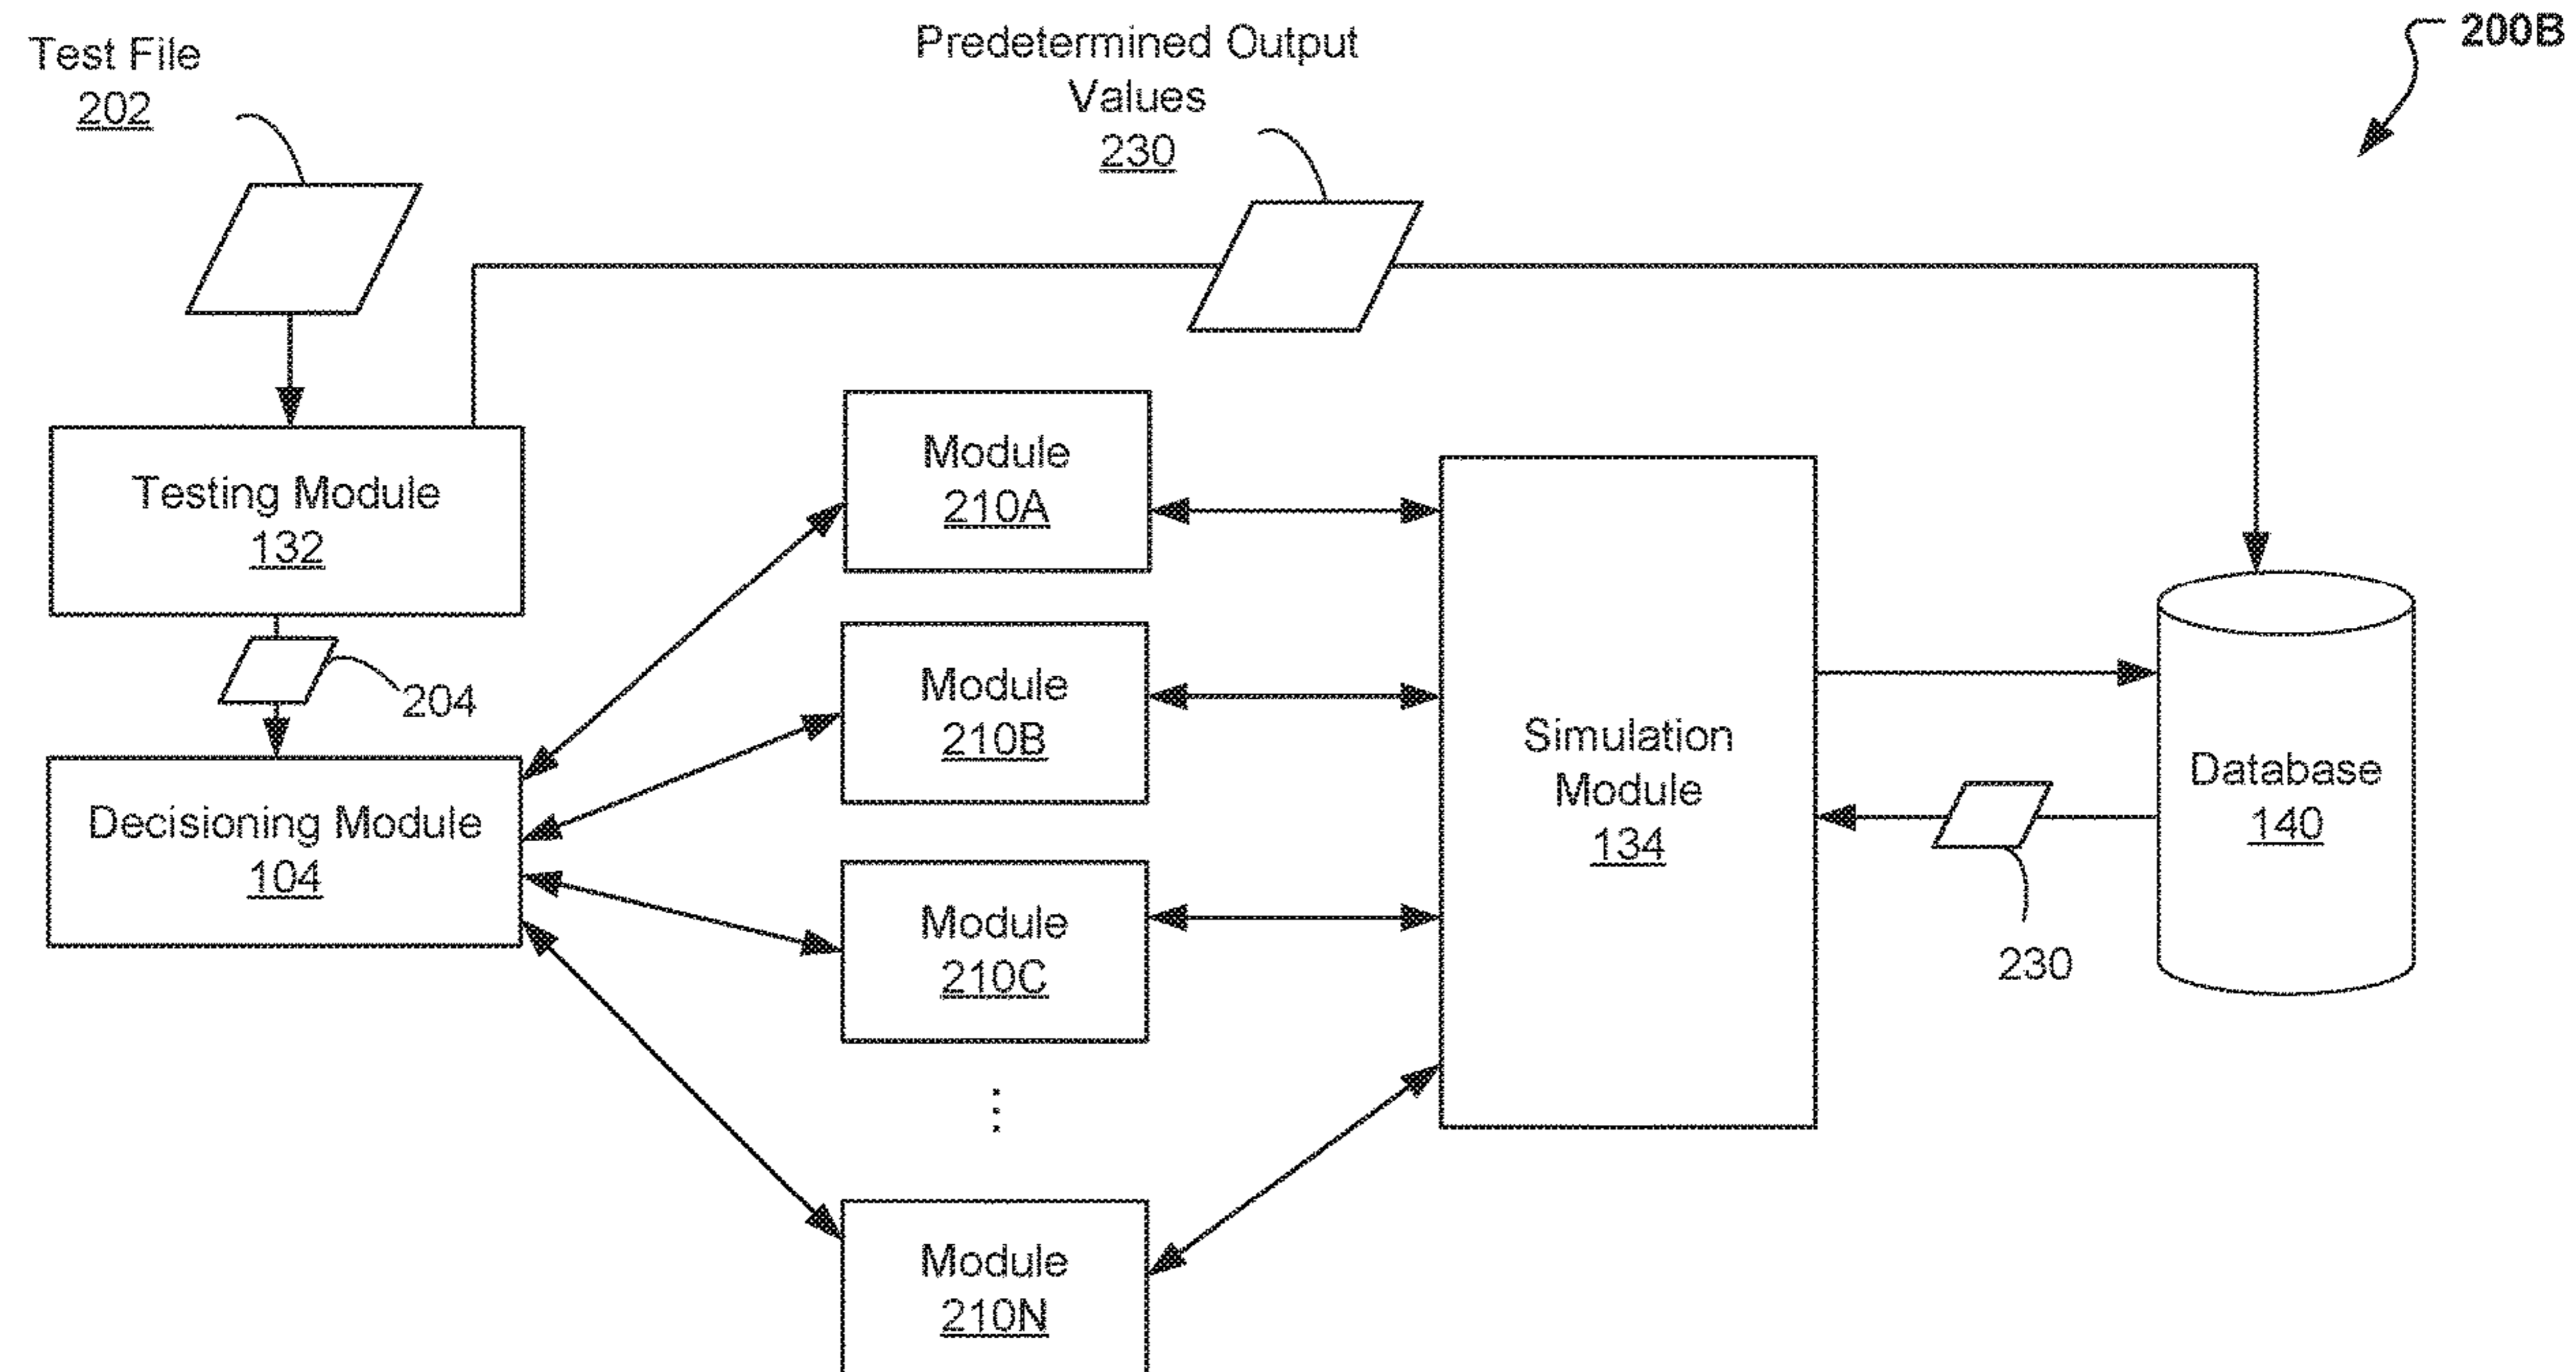 200B
Test File
202
Predetermined Output
Values
230
Testing Module
132
204
Decisioning Module
104
Module
210A
Module
210B
Module
210C
⋮
Module
210N
Simulation
Module
134
Database
140
230